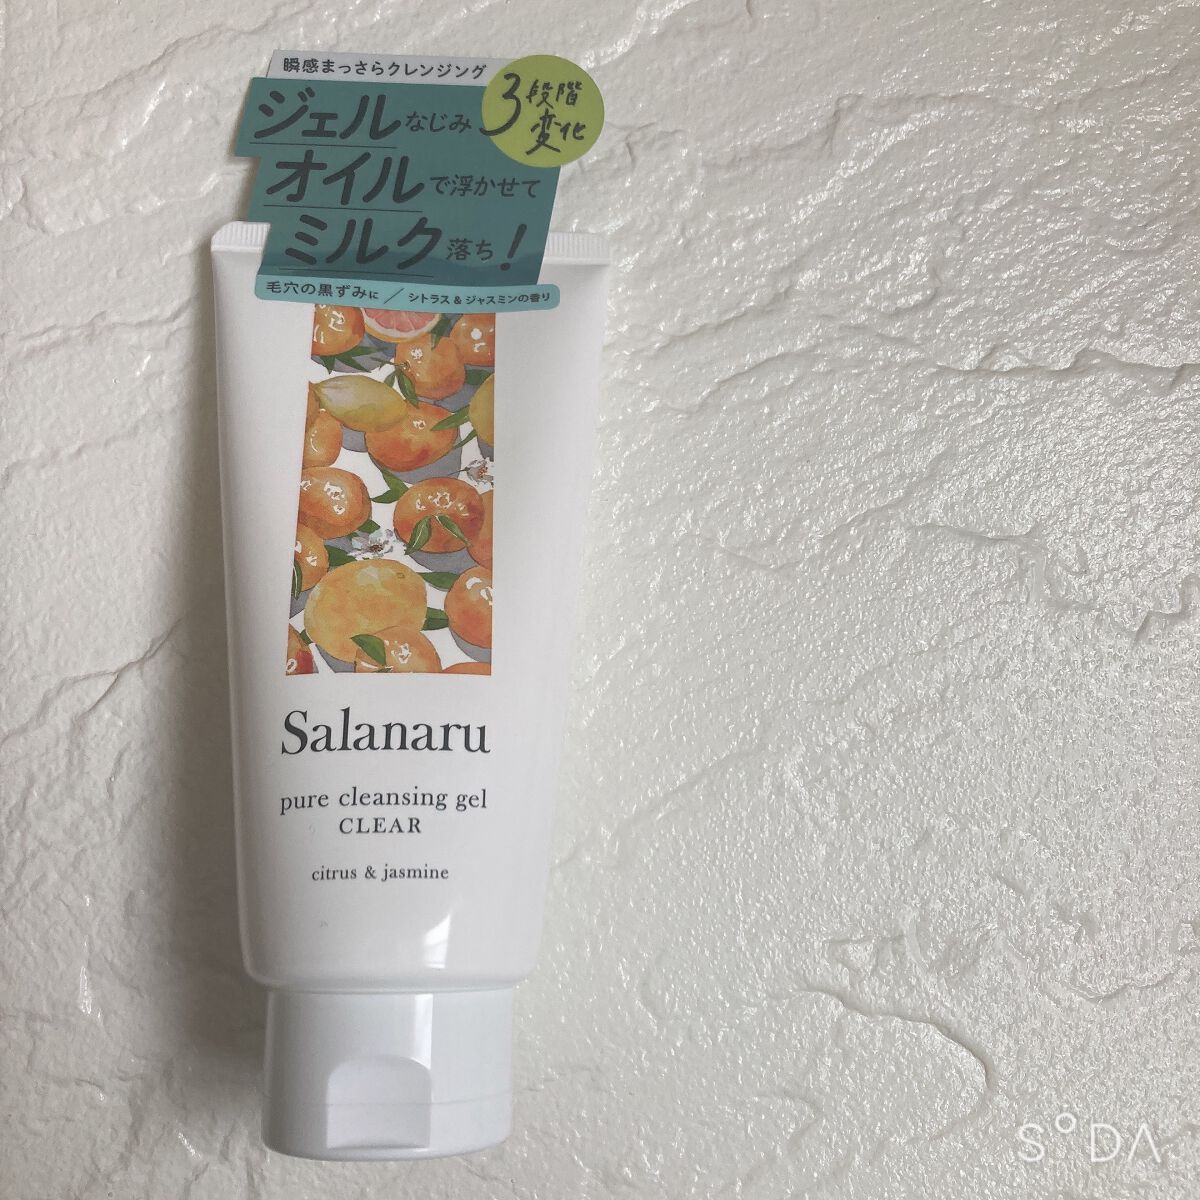 瞬感まっさらクレンジング
3段階
変化
ジェルなじみ
オイルで浮かせて
ミルク落ち!
毛穴の黒ずみに／シトラス&ジャスミンの香り
Salanaru
pure cleansing gel
CLEAR
citrus & jasmine
SODA